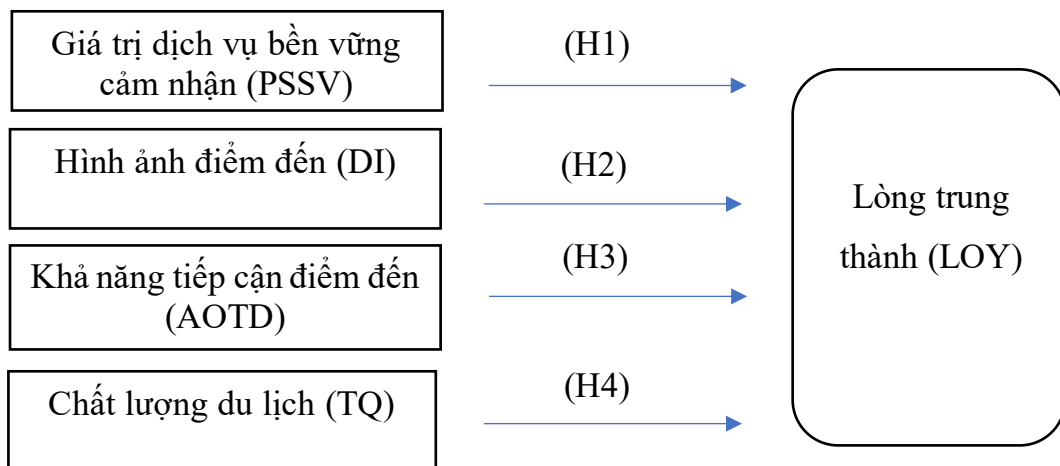 Giá trị dịch vụ bền vững
cảm nhận (PSSV)
(H1)
Hình ảnh điểm đến (DI)
(H2)
Khả năng tiếp cận điểm đến
(AOTD)
(H3)
Chất lượng du lịch (TQ)
(H4)
Lòng trung
thành (LOY)